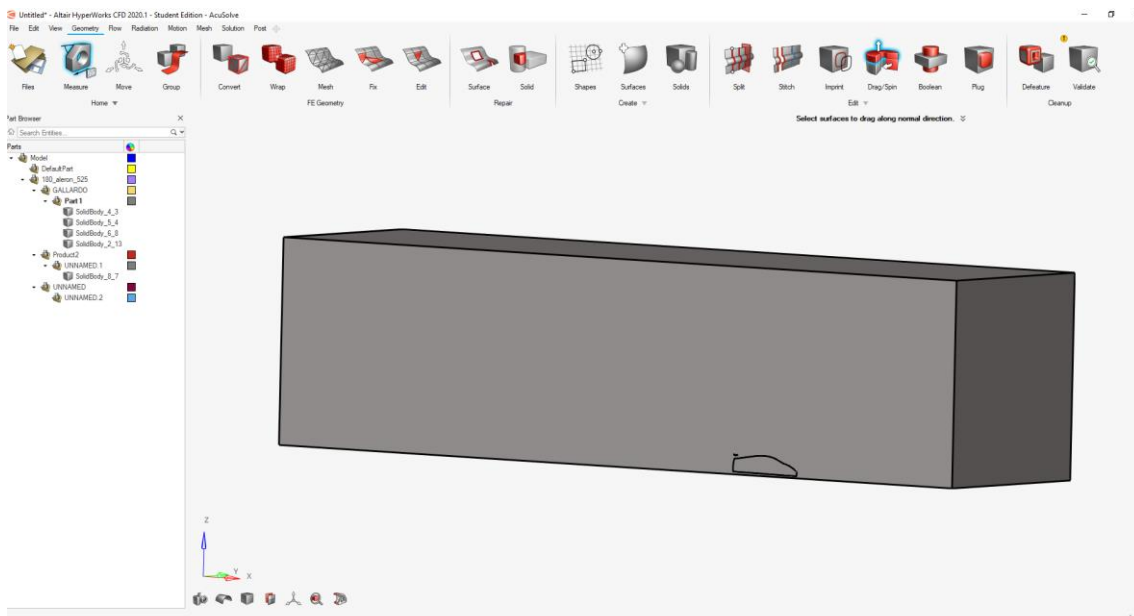 Untitled* - Altair HyperWorks CFD 2020.1 - Student Edition - AcuSolve
File Edit View Geometry Flow Radiation Motion Mesh Solution Post
Files Measure Move Group Convert Wrap Mesh Fix Edit Surface Solid Shapes Surfaces Solids Split Stitch Imprint Drag/Spin Boolean Plug Defeature Validate
Home FE Geometry Repair Create Edit Cleanup
Part Browser
Select surfaces to drag along normal direction.
Search Entities...
Parts
Model
DefaultPart
180_aleron_525
GALLARDO
Part 1
SolidBody_4_3
SolidBody_5_4
SolidBody_6_8
SolidBody_2_13
Product2
UNNAMED.1
SolidBody_8_7
UNNAMED
UNNAMED.2
Z
Y
X